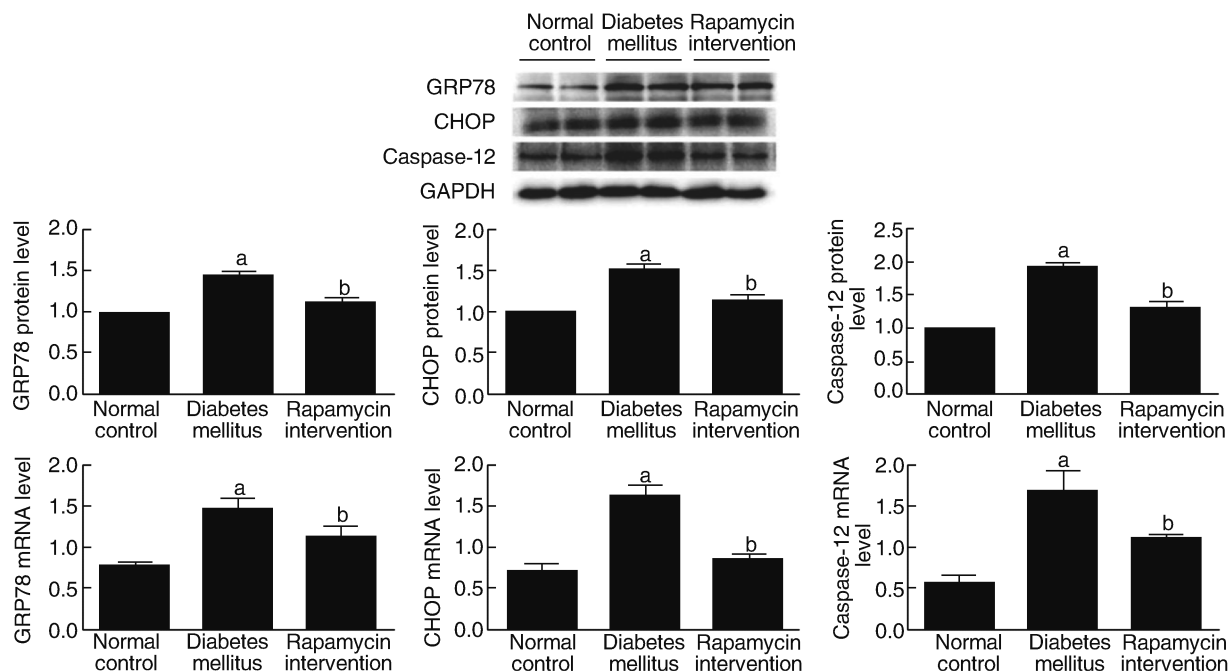 Normal control
Diabetes mellitus
Rapamycin intervention
GRP78
CHOP
Caspase-12
GAPDH
GRP78 protein level
2.0
1.5
1.0
0.5
0.0
a
b
Normal control
Diabetes mellitus
Rapamycin intervention
CHOP protein level
2.0
1.5
1.0
0.5
0.0
a
b
Normal control
Diabetes mellitus
Rapamycin intervention
Caspase-12 protein level
2.5
2.0
1.5
1.0
0.5
0.0
a
b
Normal control
Diabetes mellitus
Rapamycin intervention
GRP78 mRNA level
2.0
1.5
1.0
0.5
0.0
a
b
Normal control
Diabetes mellitus
Rapamycin intervention
CHOP mRNA level
2.0
1.5
1.0
0.5
0.0
a
b
Normal control
Diabetes mellitus
Rapamycin intervention
Caspase-12 mRNA level
2.0
1.5
1.0
0.5
0.0
a
b
Normal control
Diabetes mellitus
Rapamycin intervention